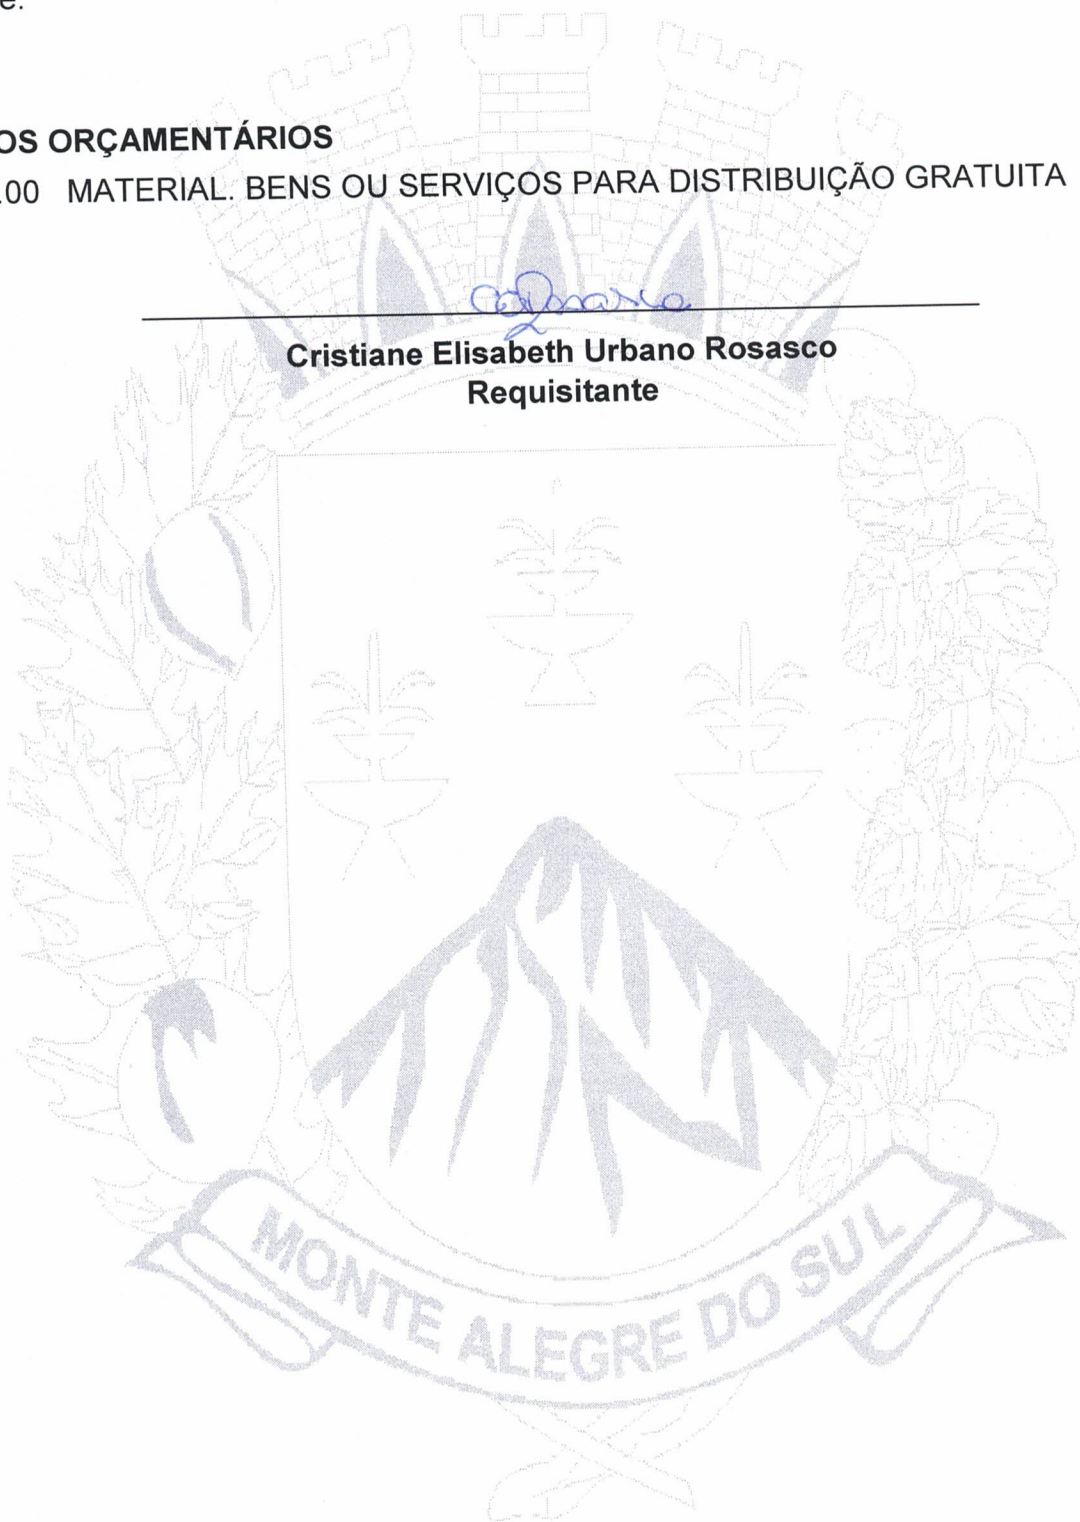 e.
OS ORÇAMENTÁRIOS
.00 MATERIAL. BENS OU SERVIÇOS PARA DISTRIBUIÇÃO GRATUITA
Cristiane Elisabeth Urbano Rosasco
Requisitante
MONTE ALEGRE DO SUL